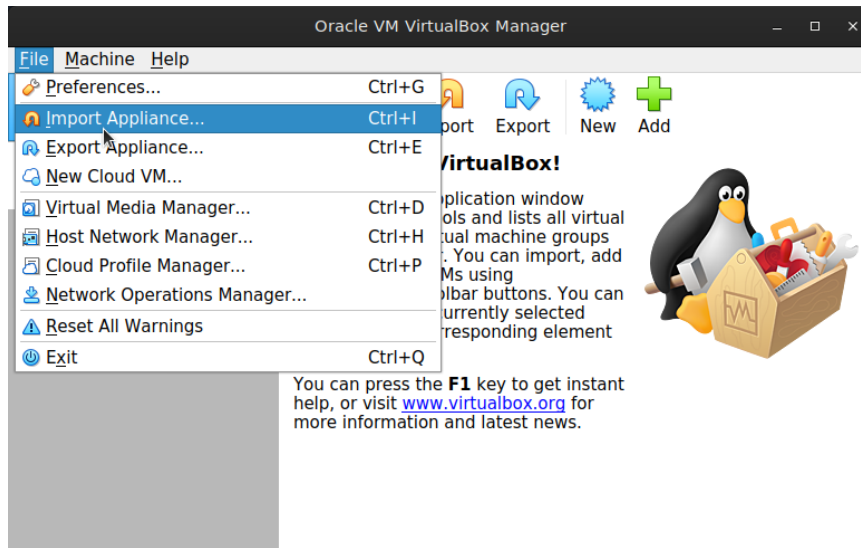 Oracle VM VirtualBox Manager
File Machine Help
Preferences... Ctrl+G
Import Appliance... Ctrl+I
Export Appliance... Ctrl+E
New Cloud VM...
Virtual Media Manager... Ctrl+D
Host Network Manager... Ctrl+H
Cloud Profile Manager... Ctrl+P
Network Operations Manager...
Reset All Warnings
Exit Ctrl+Q
port Export New Add
VirtualBox!
plication window
ols and lists all virtual
tual machine groups
. You can import, add
Ms using
olbar buttons. You can
urrently selected
rresponding element
You can press the F1 key to get instant
help, or visit www.virtualbox.org for
more information and latest news.